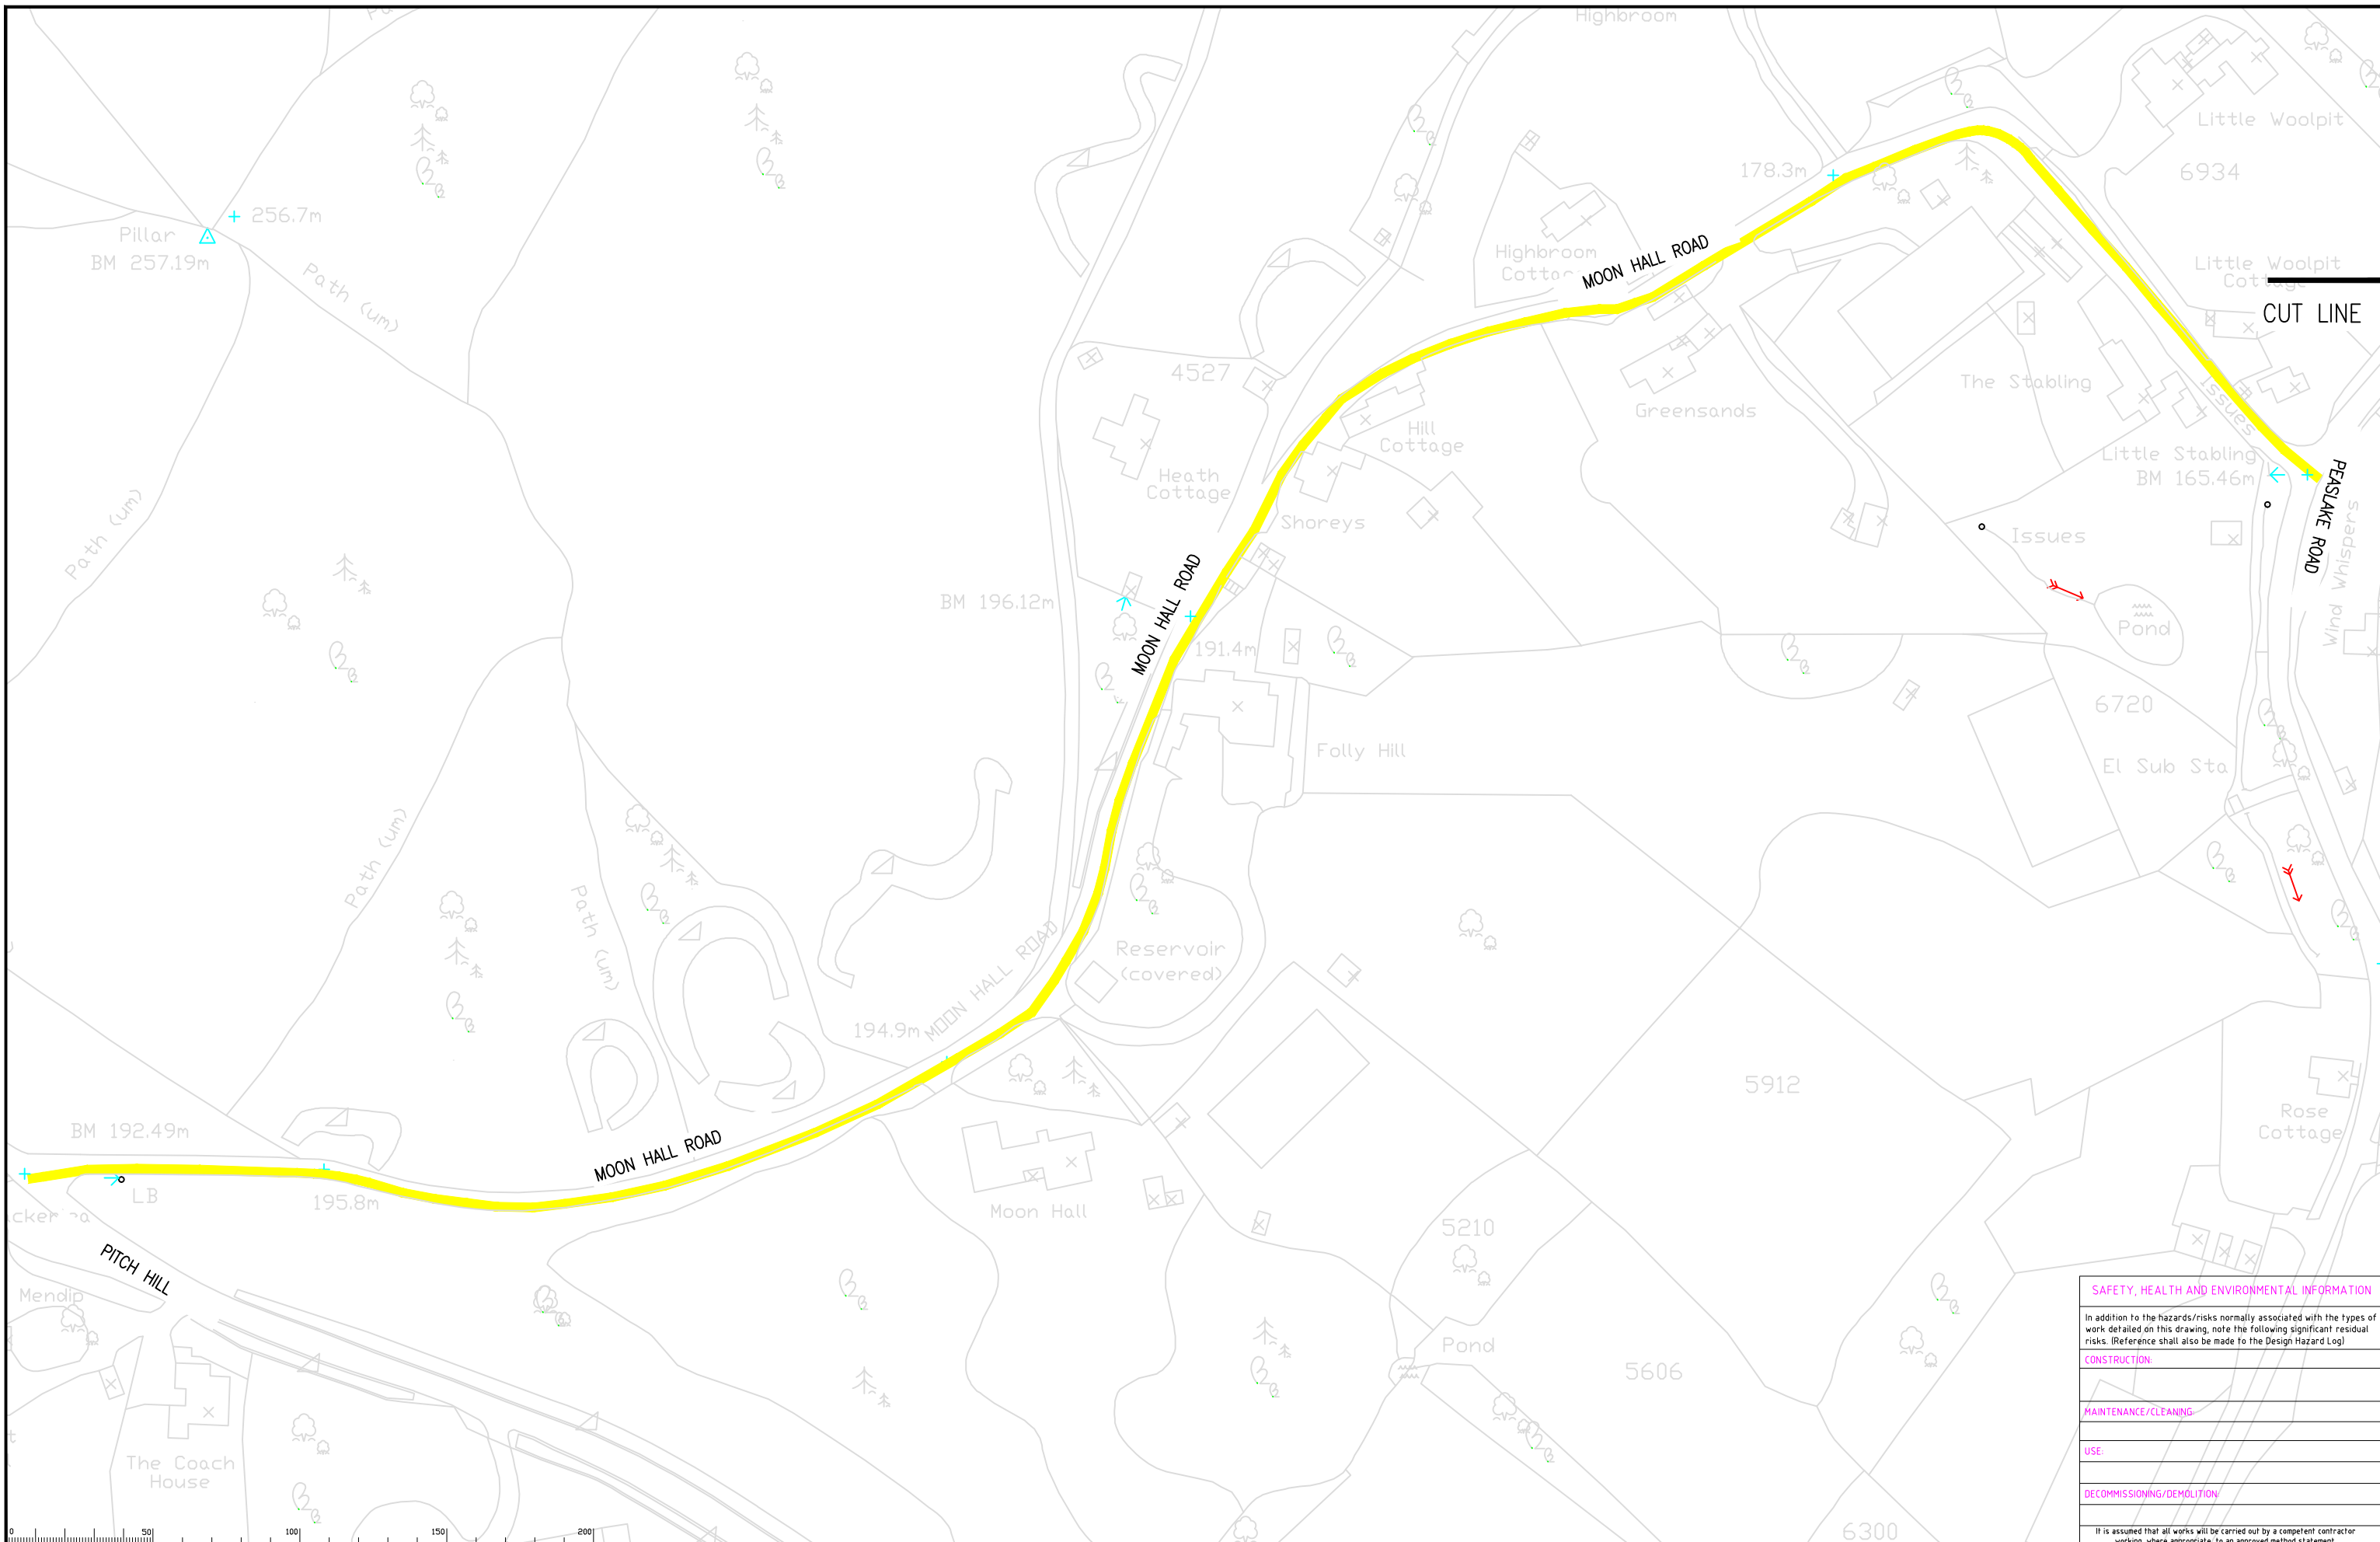 Highbroom
Little Woolpit
178.3m
6934
256.7m
Pillar
BM 257.19m
Path (um)
Highbroom
MOON HALL ROAD
Little Woolpit
CUT LINE
4527
The Stabling
Greensands
Hill
Cottage
Issues
Little Stabling
BM 165.46m
Heath
Cottage
PEASLAKE ROAD
Shoreys
Path (um)
Issues
Wind Whispers
MOON HALL ROAD
BM 196.12m
Pond
191.4m
6720
Folly Hill
El Sub Sta
Path (um)
Path (um)
Reservoir
(covered)
MOON HALL ROAD
194.9m
5912
Rose
Cottage
BM 192.49m
MOON HALL ROAD
LB
195.8m
Moon Hall
5210
PITCH HILL
Mendip
SAFETY, HEALTH AND ENVIRONMENTAL INFORMATION
In addition to the hazards/risks normally associated with the types of
work detailed on this drawing, note the following significant residual
risks. (Reference shall also be made to the Design Hazard Log)
CONSTRUCTION:
Pond
5606
MAINTENANCE/CLEANING:
USE:
The Coach
House
DECOMMISSIONING/DEMOLITION:
6300
It is assumed that all works will be carried out by a competent contractor
working, where appropriate, to an approved method statement
0 50 100 150 200